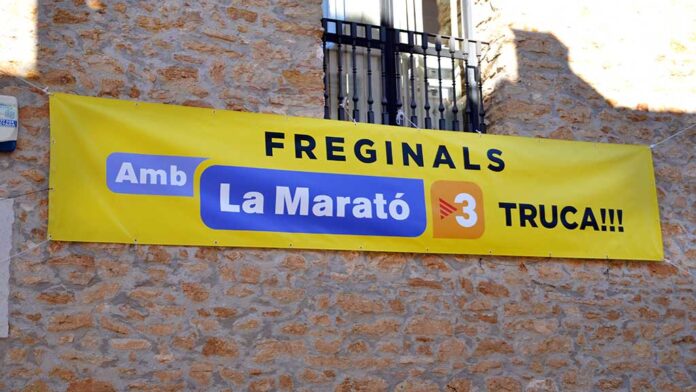 FREGINALS
Amb
La Marató 3 TRUCA!!!